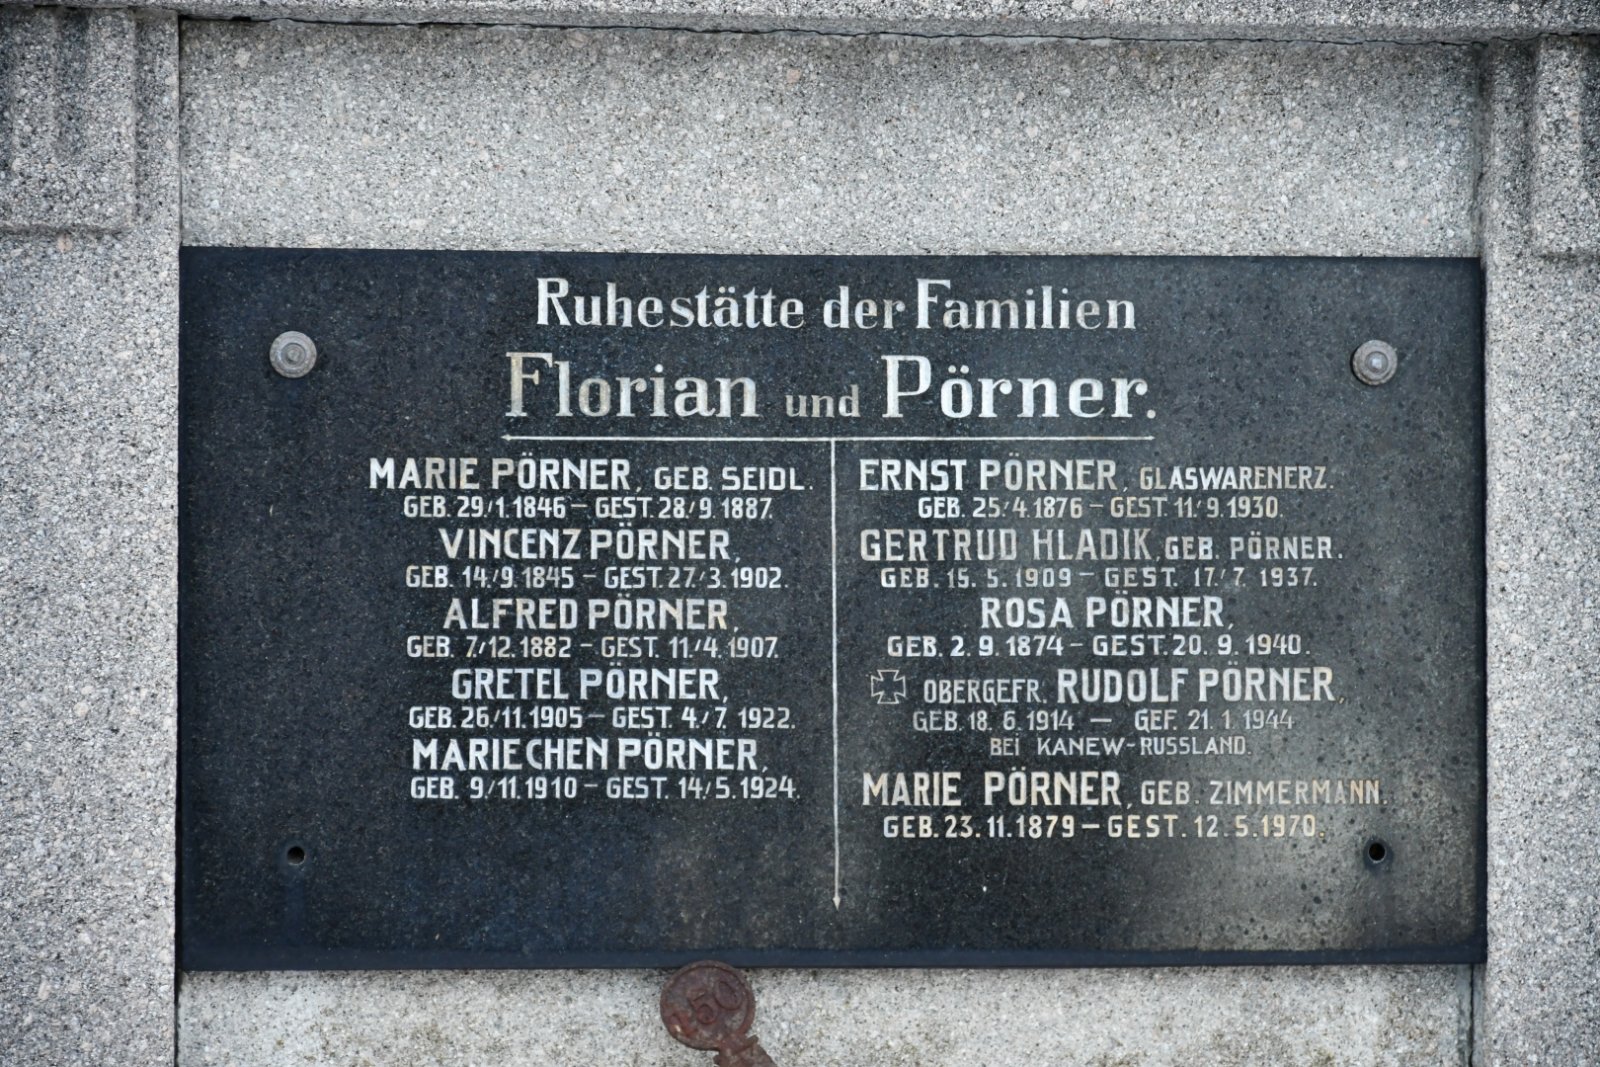 Ruhestätte der Familien
Florian und Pörner.
MARIE PÖRNER, GEB. SEIDL.
GEB. 29/1.1846 – GEST. 28/9.1887.
VINCENZ PÖRNER,
GEB. 14/9.1845 – GEST. 27/3.1902.
ALFRED PÖRNER,
GEB. 7/12.1882 – GEST. 11/4.1907.
GRETEL PÖRNER,
GEB. 26/11.1905 – GEST. 4/7.1922.
MARIECHEN PÖRNER,
GEB. 9/11.1910 – GEST. 14/5.1924.
ERNST PÖRNER, GLASWARENERZ.
GEB. 25/4.1876 – GEST. 11/9.1930.
GERTRUD HLADIK, GEB. PÖRNER.
GEB. 15.5.1909 – GEST. 17/7.1937.
ROSA PÖRNER,
GEB. 2.9.1874 – GEST. 20.9.1940.
OBERGEFR. RUDOLF PÖRNER,
GEB. 18.6.1914 – GEF. 21.1.1944
BEI KANEW-RUSSLAND.
MARIE PÖRNER, GEB. ZIMMERMANN.
GEB. 23.11.1879 – GEST. 12.5.1970.